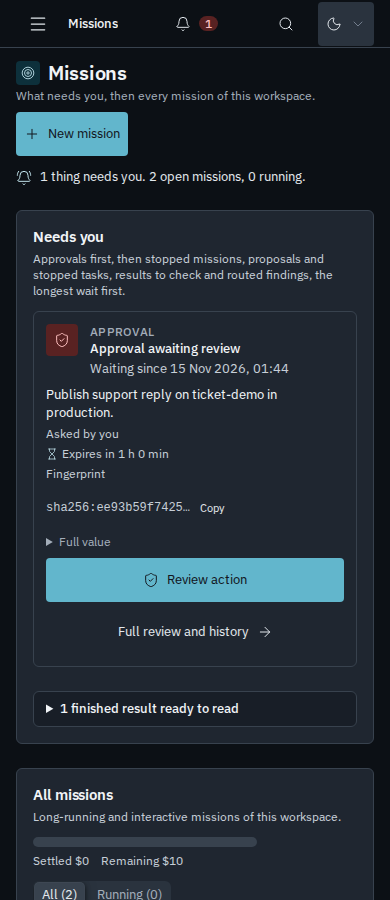 Missions
1
Missions
What needs you, then every mission of this workspace.
New mission
1 thing needs you. 2 open missions, 0 running.
Needs you
Approvals first, then stopped missions, proposals and
stopped tasks, results to check and routed findings, the
longest wait first.
APPROVAL
Approval awaiting review
Waiting since 15 Nov 2026, 01:44
Publish support reply on ticket-demo in
production.
Asked by you
Expires in 1 h 0 min
Fingerprint
sha256:ee93b59f7425… Copy
Full value
Review action
Full review and history
1 finished result ready to read
All missions
Long-running and interactive missions of this workspace.
Settled $0 Remaining $10
All (2) Running (0)